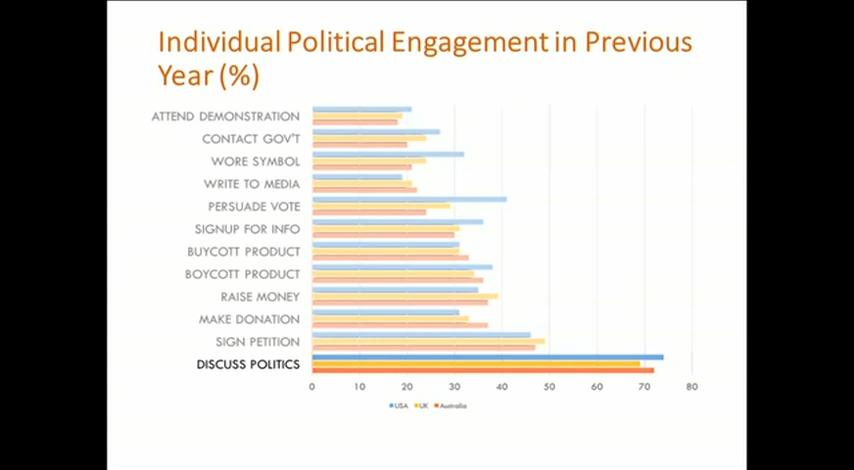 Individual Political Engagement in Previous
Year (%)
ATTEND DEMONSTRATION
CONTACT GOV'T
WORE SYMBOL
WRITE TO MEDIA
PERSUADE VOTE
SIGNUP FOR INFO
BUYCOTT PRODUCT
BOYCOTT PRODUCT
RAISE MONEY
MAKE DONATION
SIGN PETITION
DISCUSS POLITICS
0 10 20 30 40 50 60 70 80
USA UK Australia